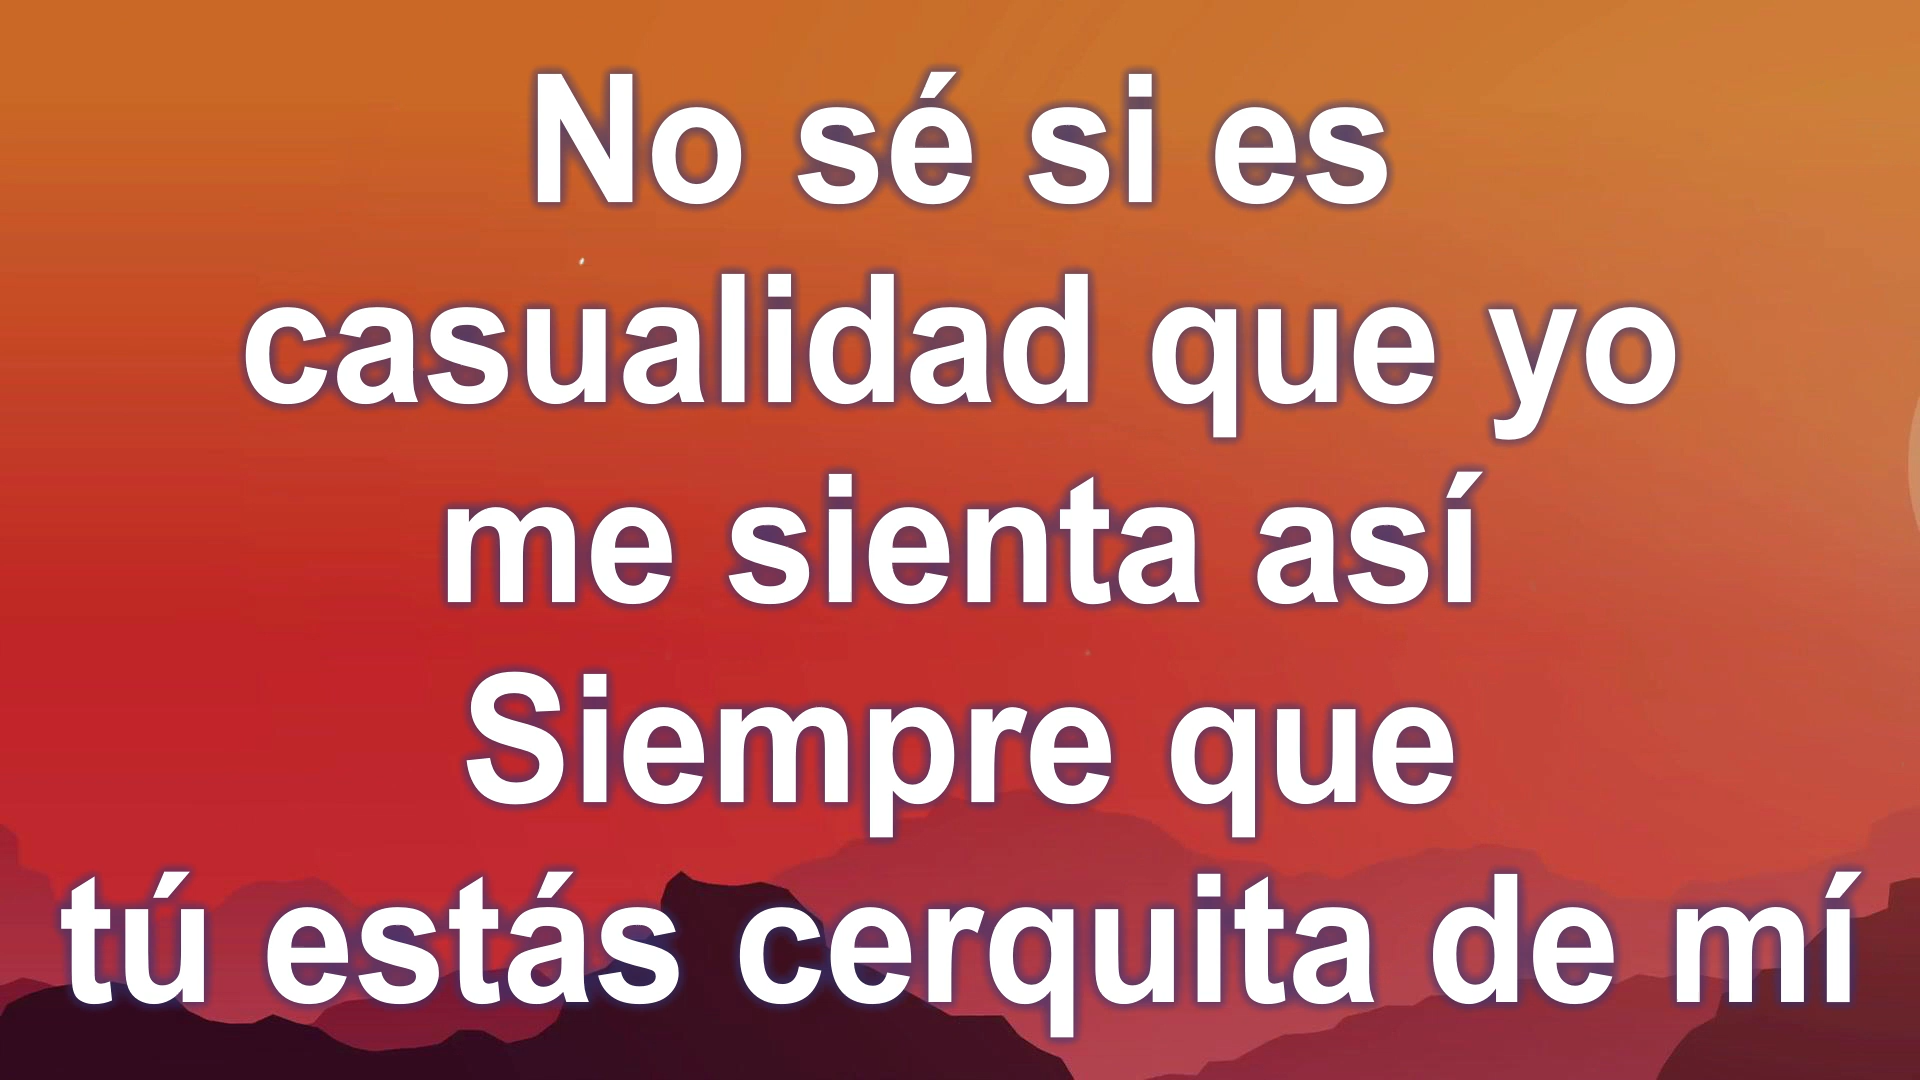 No sé si es
casualidad que yo
me sienta así
Siempre que
tú estás cerquita de mí